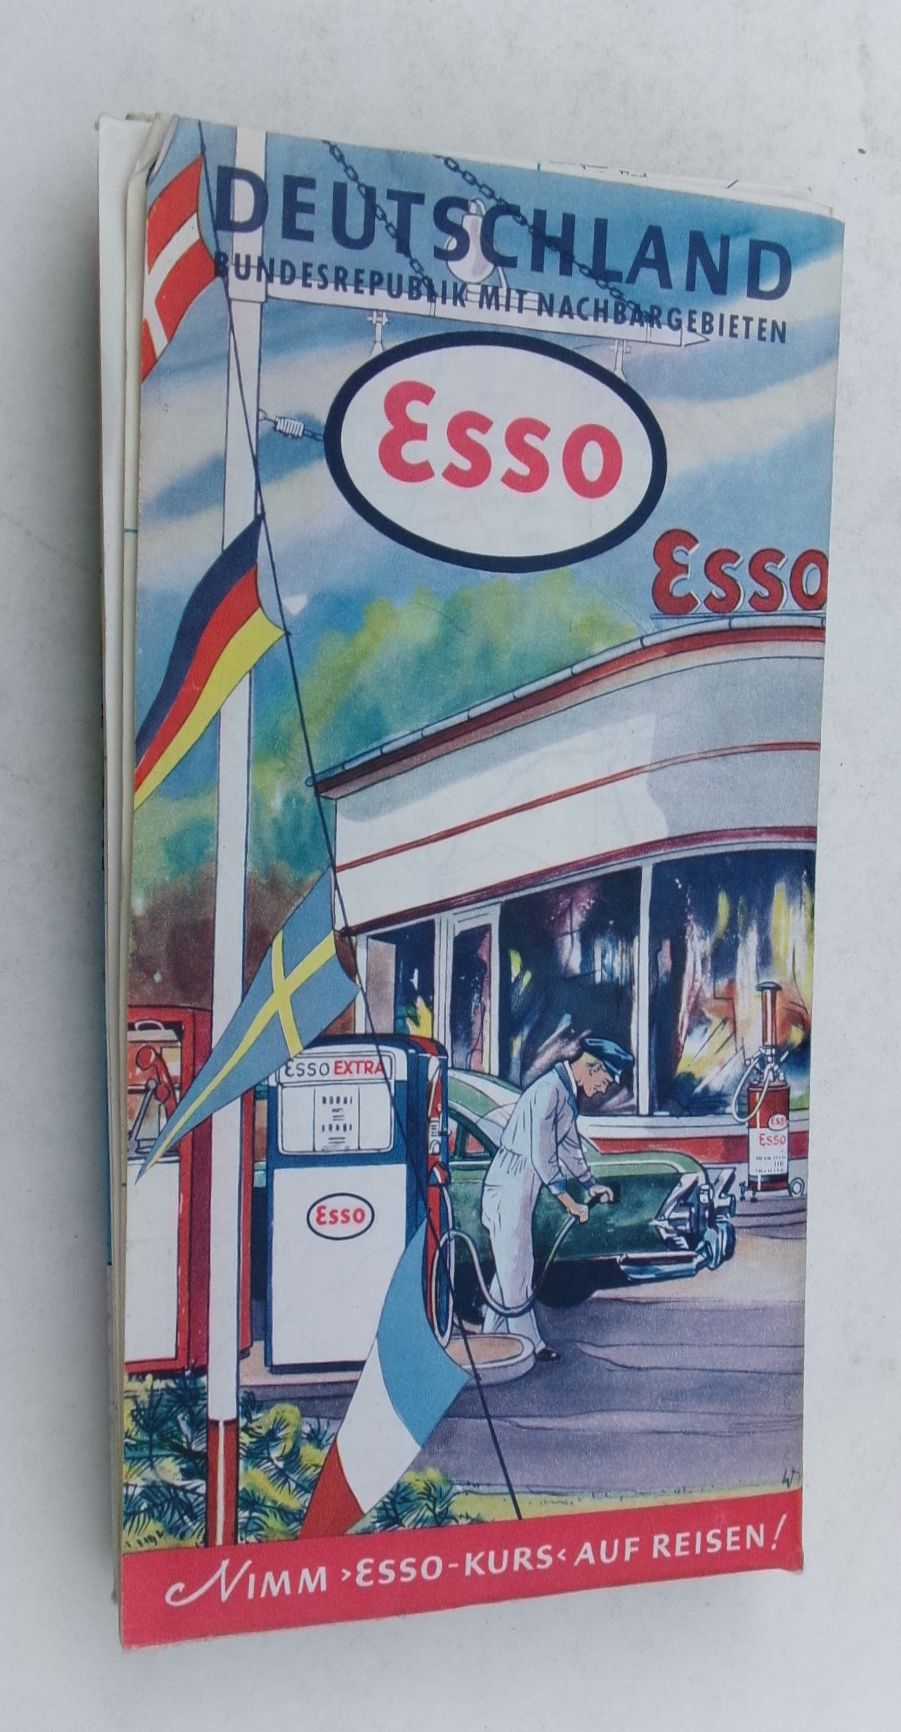 DEUTSCHLAND
BUNDESREPUBLIK MIT NACHBARGEBIETEN
Esso
Esso
ESSO EXTRA
Esso
Esso
NIMM >ESSO-KURS< AUF REISEN!